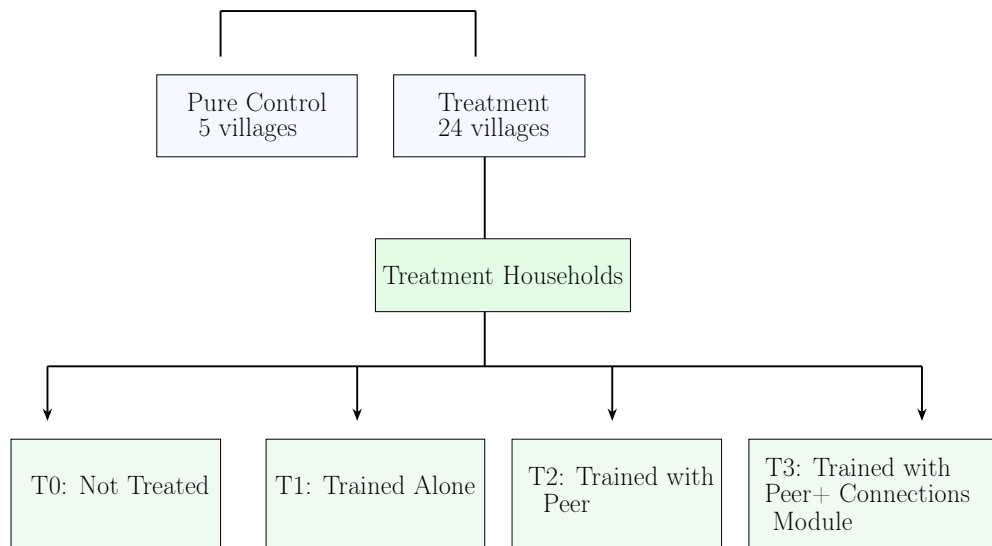 Pure Control
5 villages
Treatment
24 villages
Treatment Households
T0: Not Treated
T1: Trained Alone
T2: Trained with
Peer
T3: Trained with
Peer+ Connections
Module